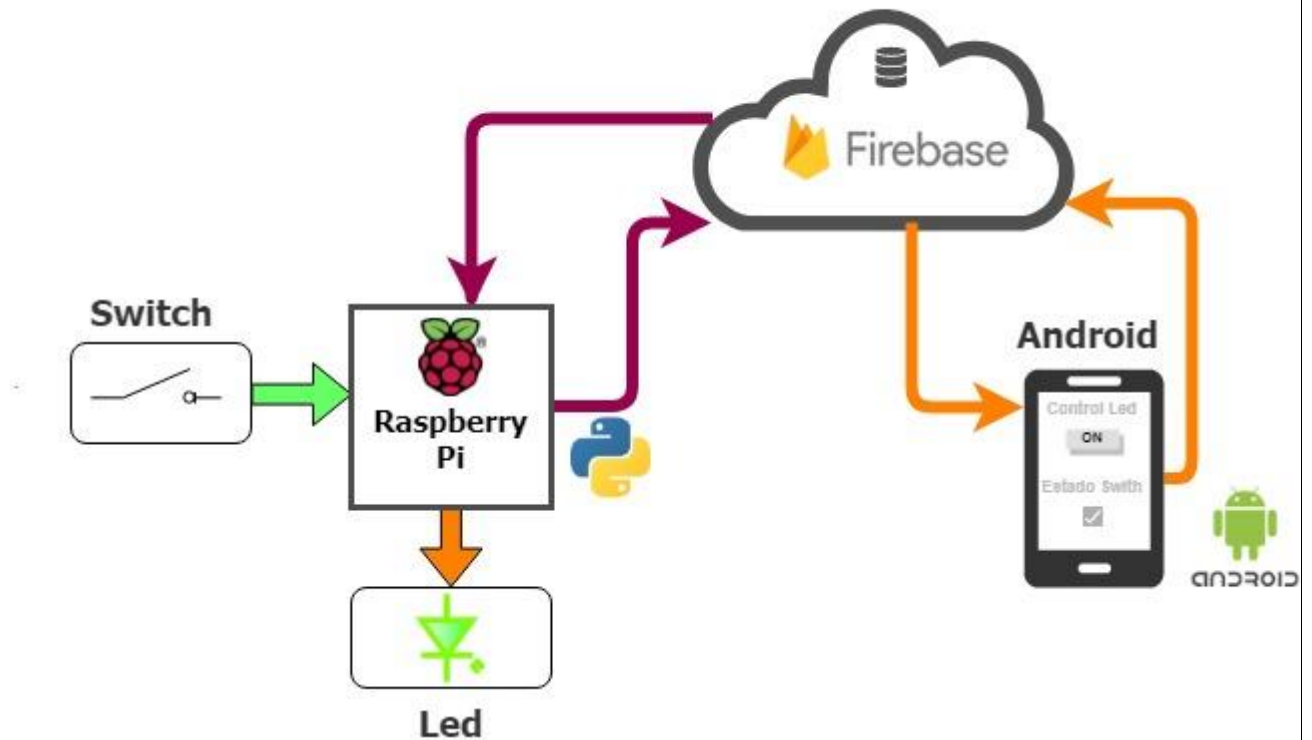 Firebase
Switch
Raspberry
Pi
®
Android
Control Led
ON
Estado Swith
ANDROID
Led